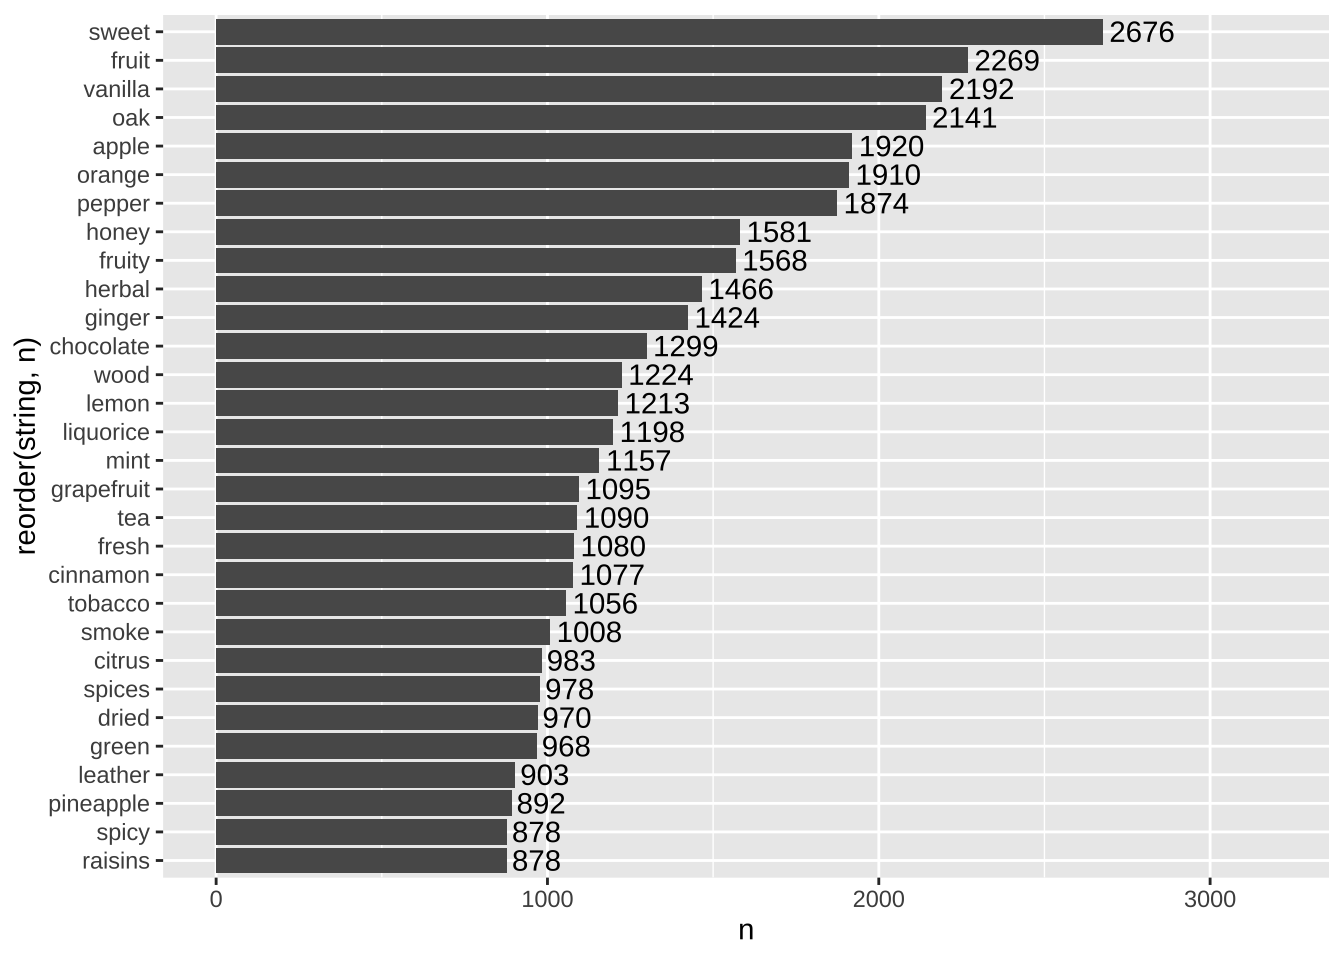 sweet 2676
fruit 2269
vanilla 2192
oak 2141
apple 1920
orange 1910
pepper 1874
honey 1581
fruity 1568
herbal 1466
ginger 1424
chocolate 1299
wood 1224
lemon 1213
liquorice 1198
mint 1157
grapefruit 1095
tea 1090
fresh 1080
cinnamon 1077
tobacco 1056
smoke 1008
citrus 983
spices 978
dried 970
green 968
leather 903
pineapple 892
spicy 878
raisins 878
reorder(string, n)
0 1000 2000 3000
n